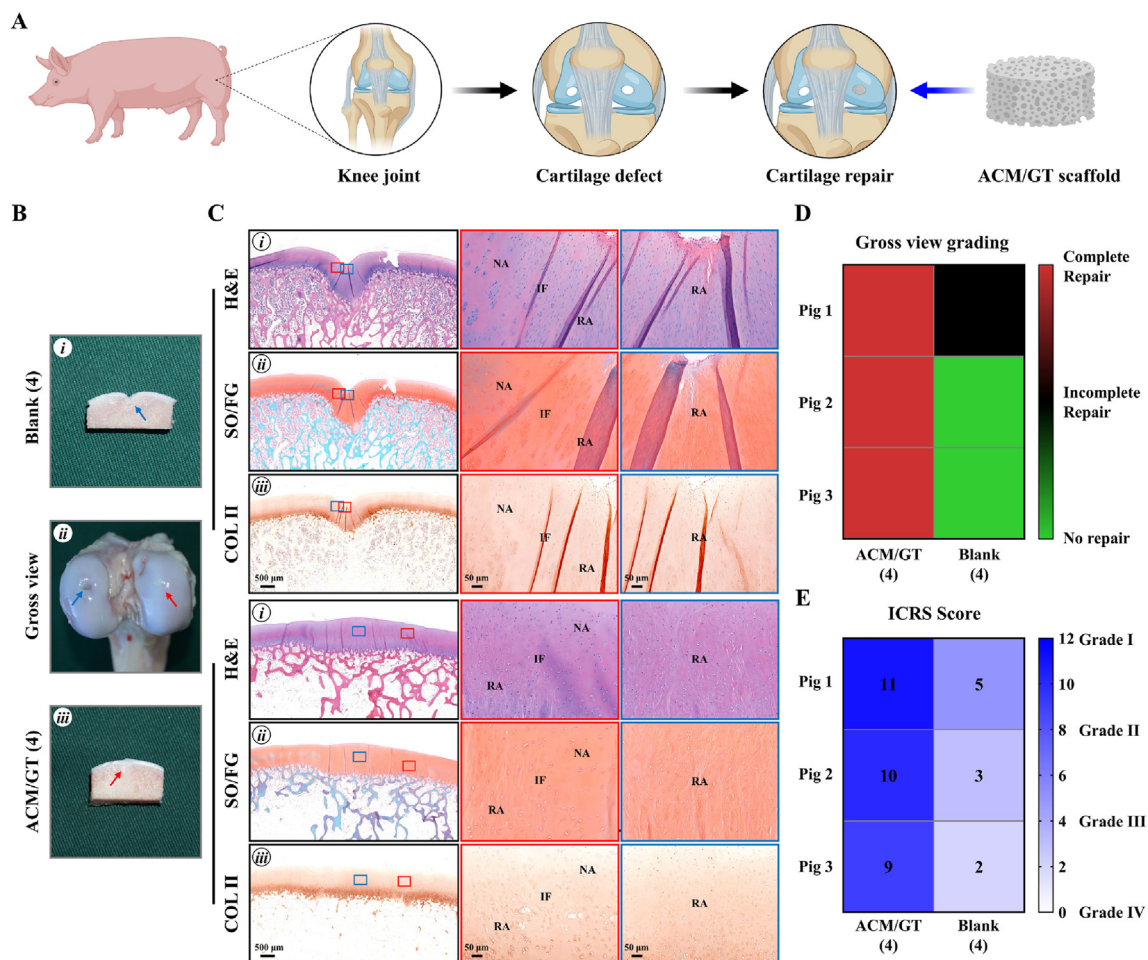 A
Knee joint
Cartilage defect
Cartilage repair
ACM/GT scaffold
B
Blank (4)
i
Gross view
ii
ACM/GT (4)
iii
C
H&E
i
NA
IF
RA
RA
SO/FG
ii
NA
IF
RA
RA
COL II
iii
500 μm
NA
IF
RA
50 μm
RA
50 μm
H&E
i
NA
IF
RA
RA
SO/FG
ii
NA
IF
RA
RA
COL II
iii
500 μm
NA
IF
RA
50 μm
RA
50 μm
D
Gross view grading
Pig 1
Pig 2
Pig 3
ACM/GT
(4)
Blank
(4)
Complete
Repair
Incomplete
Repair
No repair
E
ICRS Score
Pig 1
11
5
Pig 2
10
3
Pig 3
9
2
ACM/GT
(4)
Blank
(4)
12 Grade I
10
8 Grade II
6
4 Grade III
2
0 Grade IV